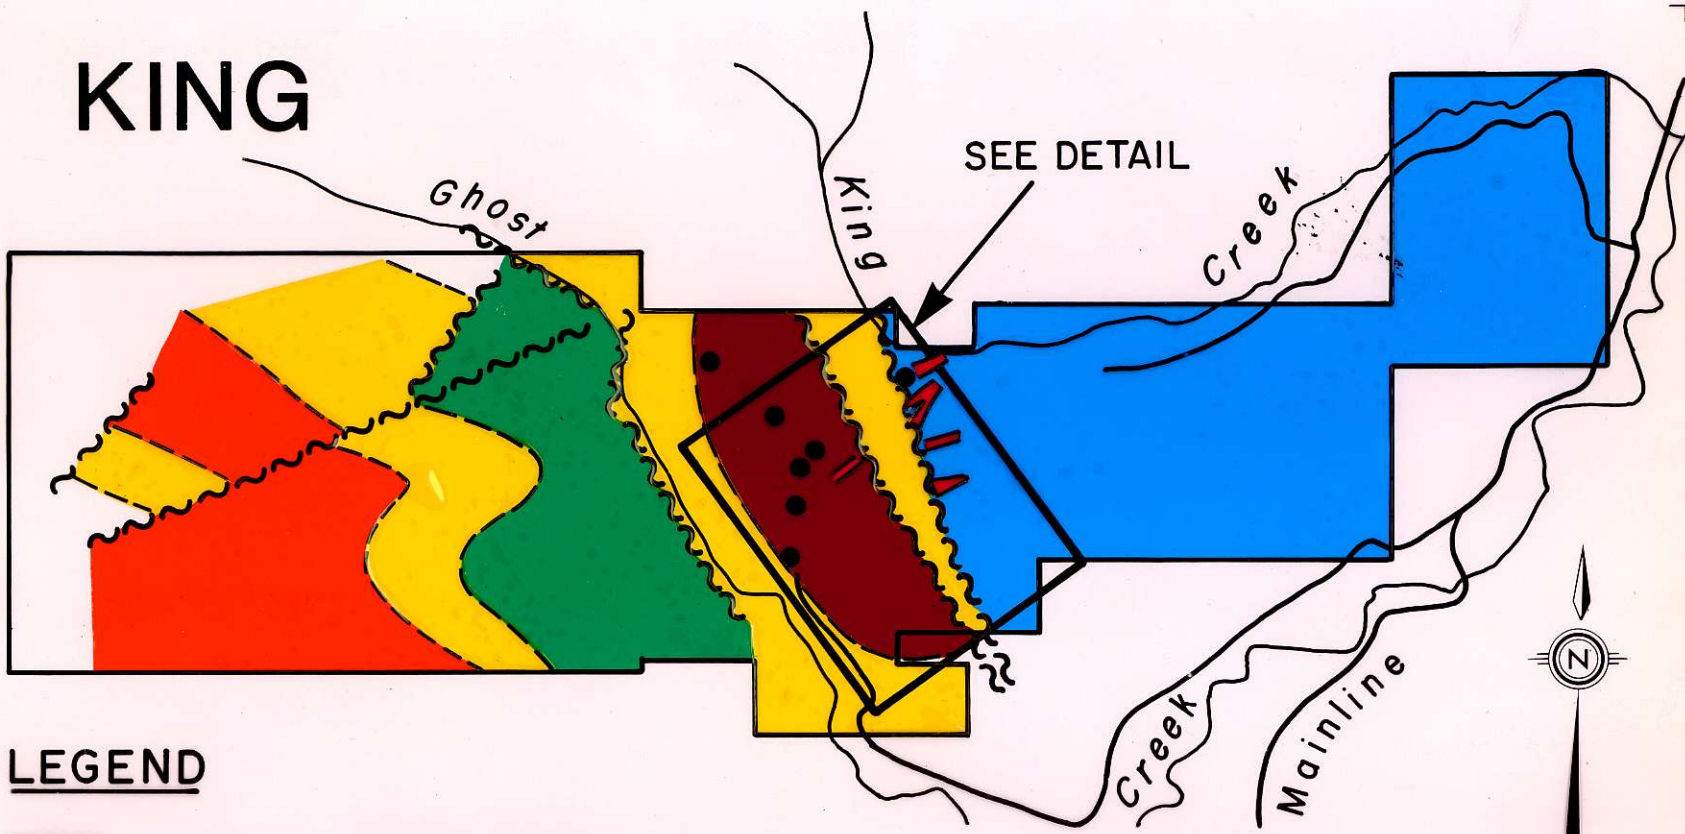 KING
SEE DETAIL
Ghost
King
Creek
Creek
Mainline
N
LEGEND